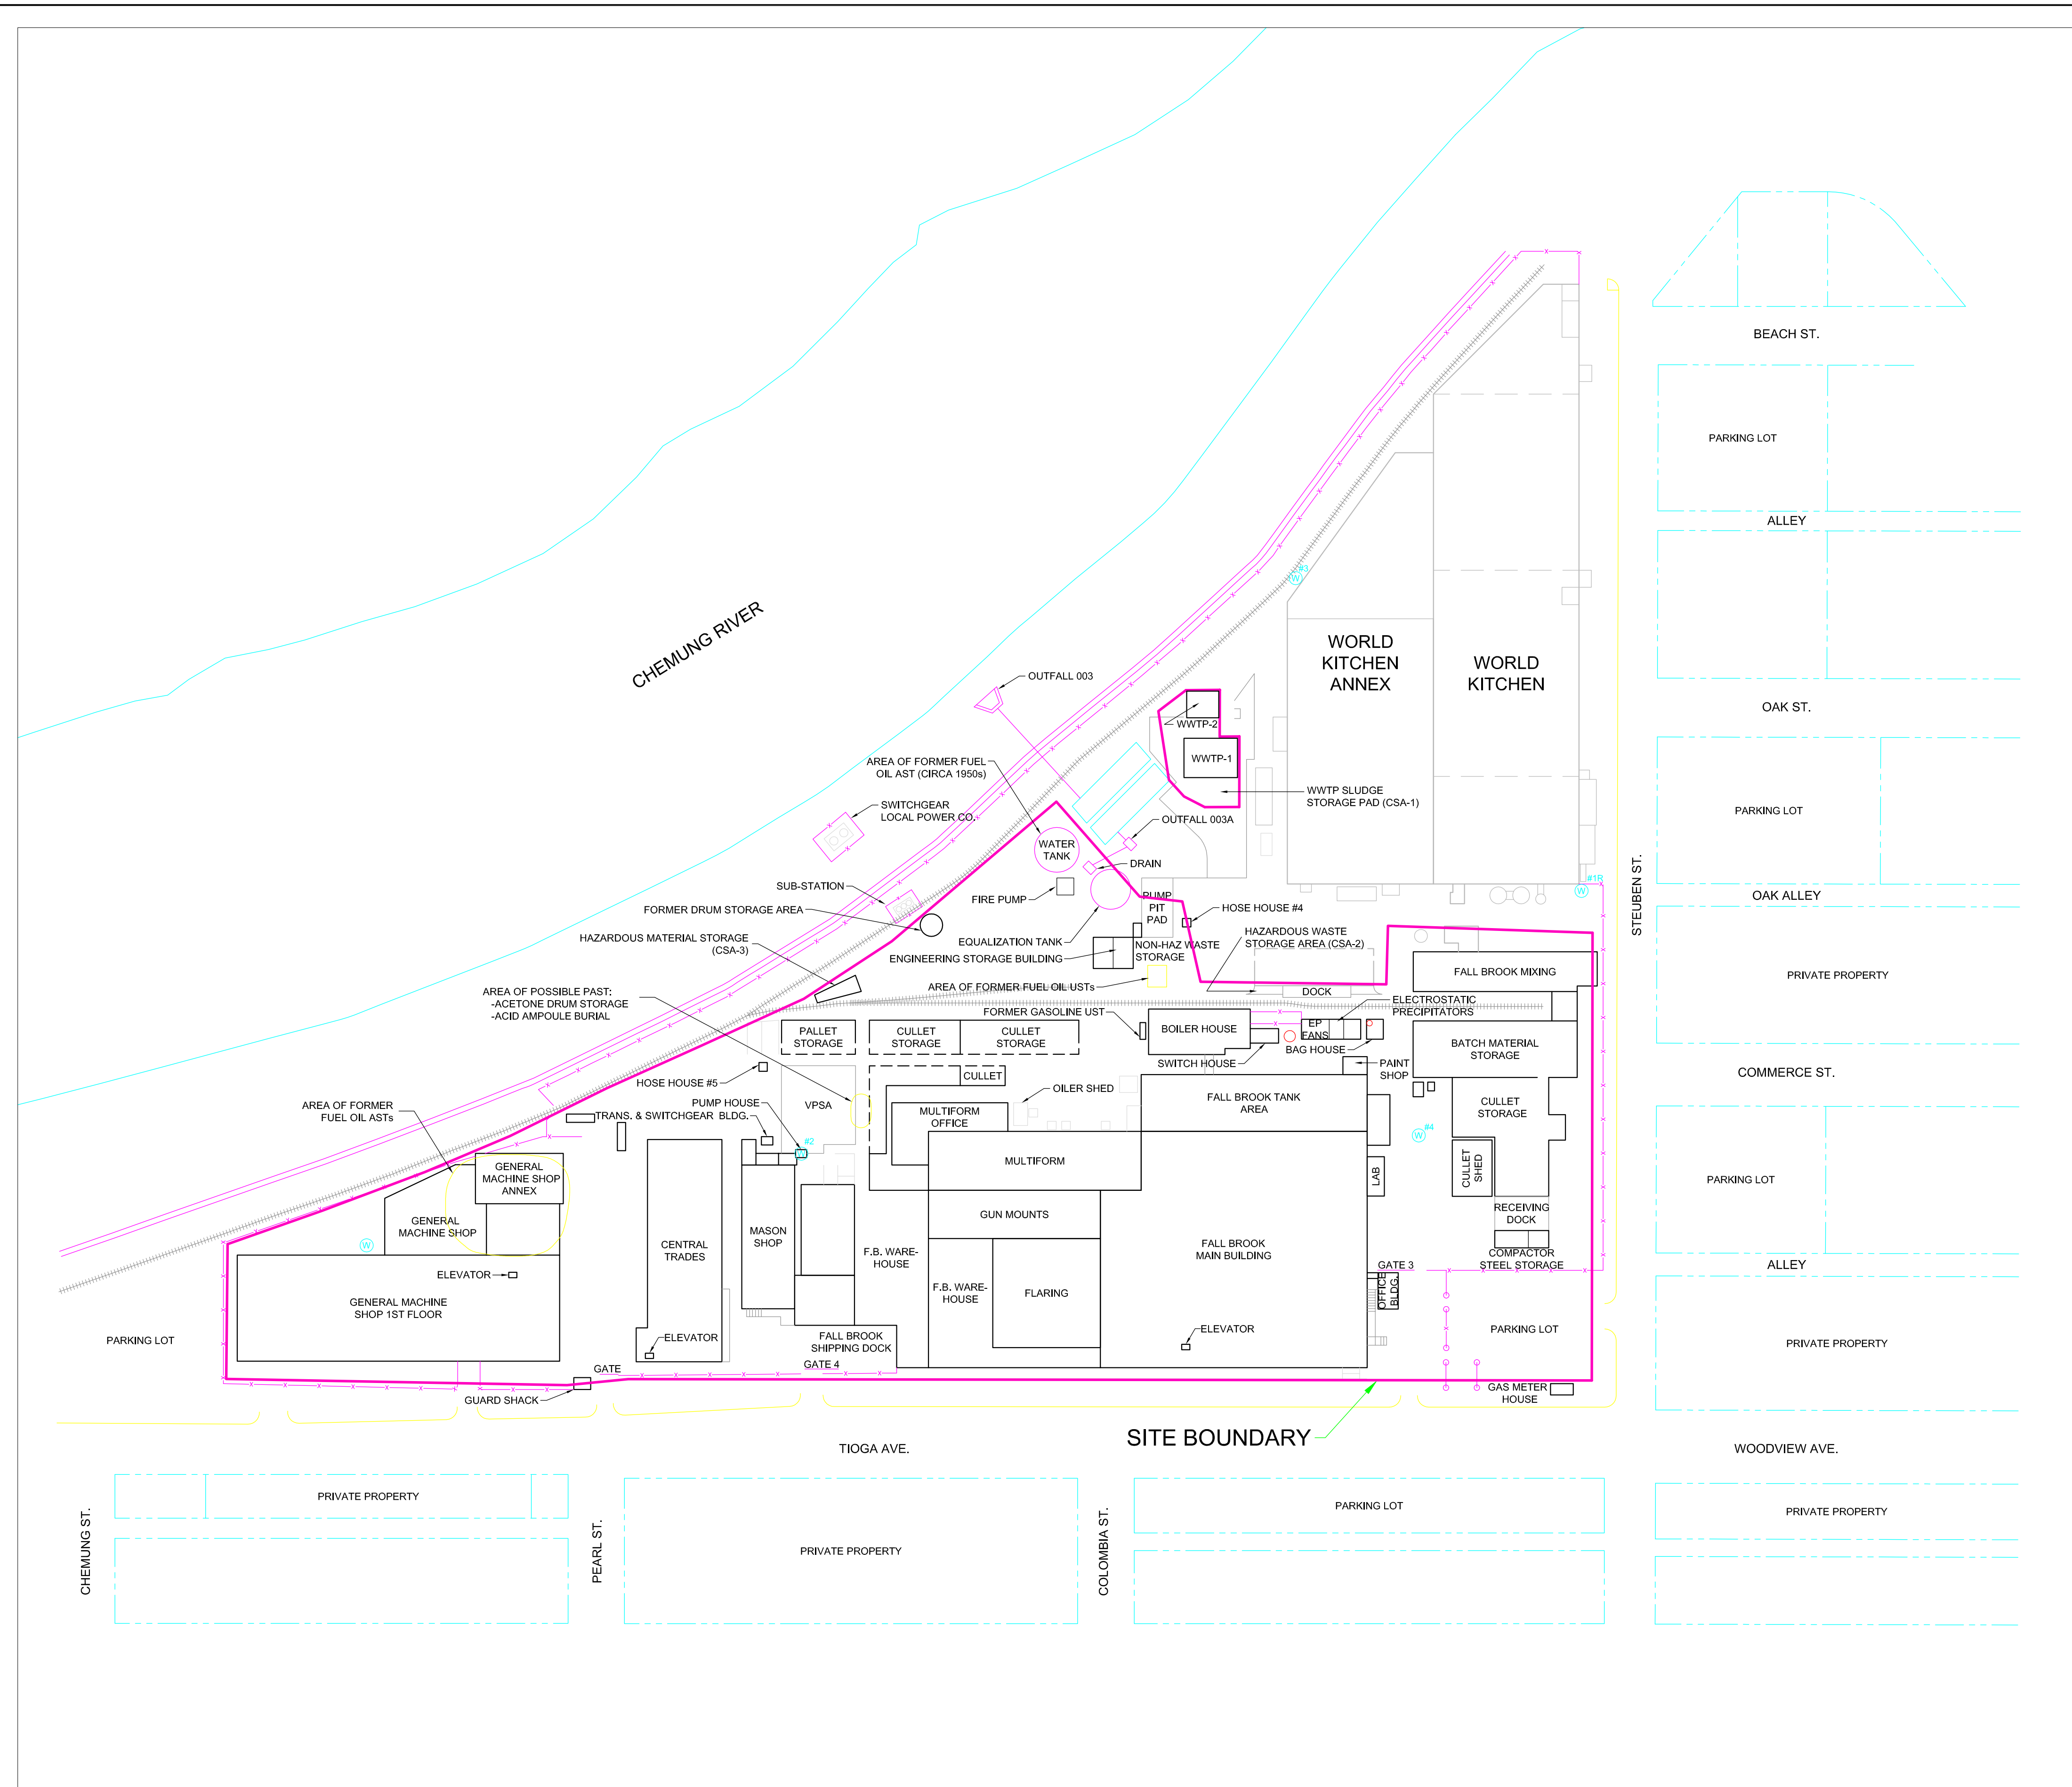 BEACH ST.
PARKING LOT
ALLEY
#3
CHEMUNG RIVER
WORLD
KITCHEN
ANNEX
WORLD
KITCHEN
OUTFALL 003
OAK ST.
WWTP-2
WWTP-1
AREA OF FORMER FUEL
OIL AST (CIRCA 1950s)
WWTP SLUDGE
STORAGE PAD (CSA-1)
SWITCHGEAR
LOCAL POWER CO.
OUTFALL 003A
PARKING LOT
WATER
TANK
DRAIN
STEUBEN ST.
W
#1R
W
SUB-STATION
FIRE PUMP
PUMP
PIT
PAD
OAK ALLEY
FORMER DRUM STORAGE AREA
HOSE HOUSE #4
HAZARDOUS MATERIAL STORAGE
(CSA-3)
EQUALIZATION TANK
NON-HAZ WASTE
STORAGE
HAZARDOUS WASTE
STORAGE AREA (CSA-2)
ENGINEERING STORAGE BUILDING
FALL BROOK MIXING
PRIVATE PROPERTY
AREA OF FORMER FUEL OIL USTs
DOCK
AREA OF POSSIBLE PAST:
-ACETONE DRUM STORAGE
-ACID AMPOULE BURIAL
ELECTROSTATIC
PRECIPITATORS
FORMER GASOLINE UST
PALLET
STORAGE
CULLET
STORAGE
CULLET
STORAGE
BOILER HOUSE
EP
FANS
BATCH MATERIAL
STORAGE
BAG HOUSE
SWITCH HOUSE
PAINT
SHOP
COMMERCE ST.
HOSE HOUSE #5
CULLET
OILER SHED
PUMP HOUSE
VPSA
AREA OF FORMER
FUEL OIL ASTs
TRANS. & SWITCHGEAR BLDG.
MULTIFORM
OFFICE
FALL BROOK TANK
AREA
CULLET
STORAGE
#2
W
#4
W
MULTIFORM
LAB
CULLET
SHED
GENERAL
MACHINE SHOP
ANNEX
PARKING LOT
GENERAL
MACHINE SHOP
W
GUN MOUNTS
RECEIVING
DOCK
MASON
SHOP
CENTRAL
TRADES
F.B. WARE-
HOUSE
FALL BROOK
MAIN BUILDING
COMPACTOR
STEEL STORAGE
ALLEY
GATE 3
ELEVATOR
OFFICE
BLDG.
F.B. WARE-
HOUSE
FLARING
GENERAL MACHINE
SHOP 1ST FLOOR
PARKING LOT
ELEVATOR
FALL BROOK
SHIPPING DOCK
ELEVATOR
PARKING LOT
PRIVATE PROPERTY
GATE
GATE 4
GUARD SHACK
GAS METER
HOUSE
SITE BOUNDARY
TIOGA AVE.
WOODVIEW AVE.
CHEMUNG ST.
PRIVATE PROPERTY
PEARL ST.
PRIVATE PROPERTY
COLOMBIA ST.
PARKING LOT
PRIVATE PROPERTY